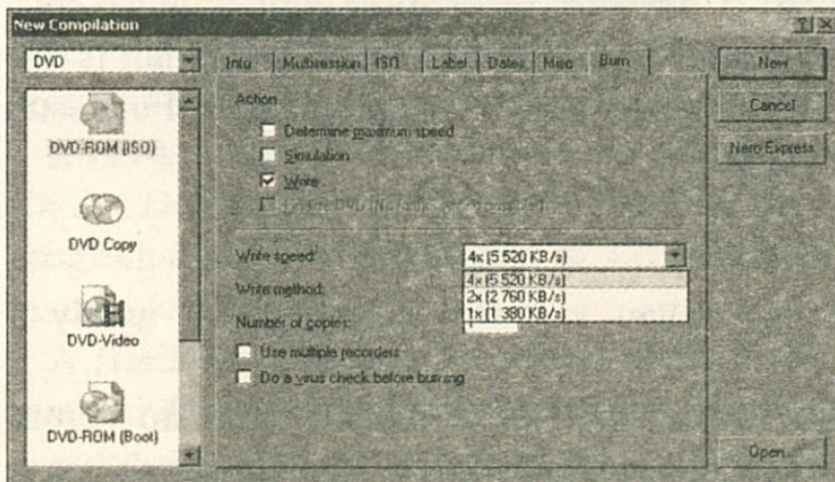 New Compilation
DVD
Info Multisession ISO Label Dates Misc Burn
New
Cancel
Nero Express
DVD-ROM (ISO)
DVD Copy
DVD-Video
DVD-ROM (Boot)
Action
Determine maximum speed
Simulation
Write
Write speed:
4x (5 520 KB/s)
4x (5 520 KB/s)
2x (2 760 KB/s)
1x (1 380 KB/s)
Write method:
Number of copies:
1
Use multiple recorders
Do a virus check before burning
Open...